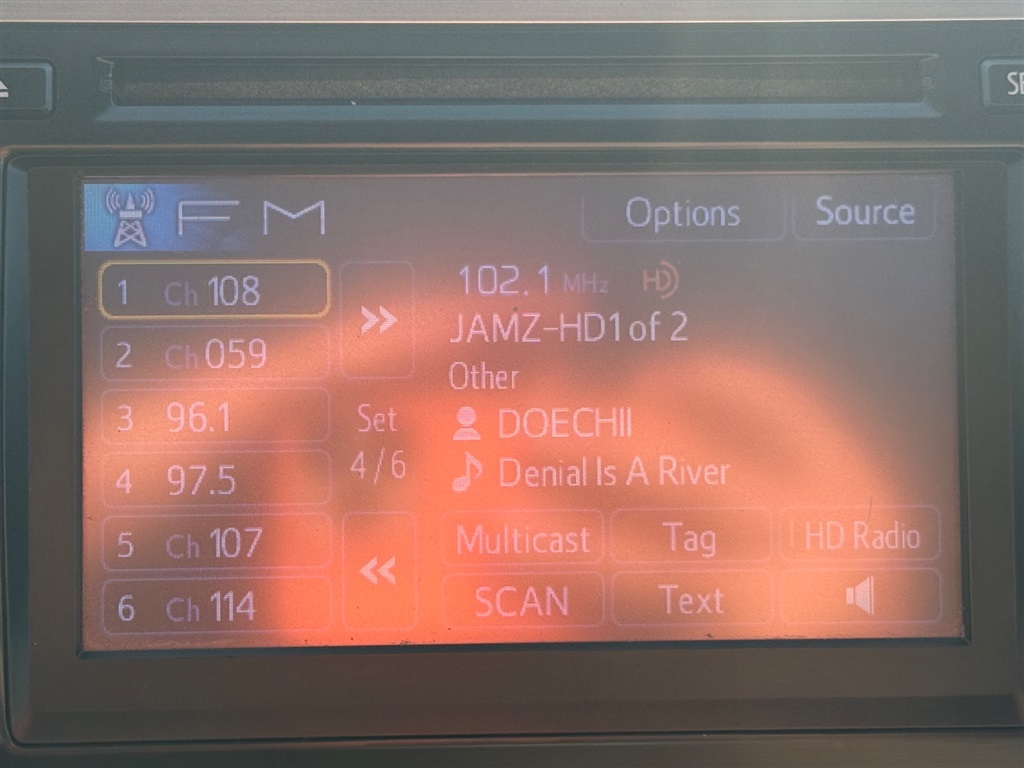 SE
FM
Options
Source
1 Ch 108
2 Ch 059
3 96.1
4 97.5
5 Ch 107
6 Ch 114
Set
4/6
102.1 MHz HD
JAMZ-HD1 of 2
Other
DOECHII
Denial Is A River
Multicast
Tag
HD Radio
SCAN
Text